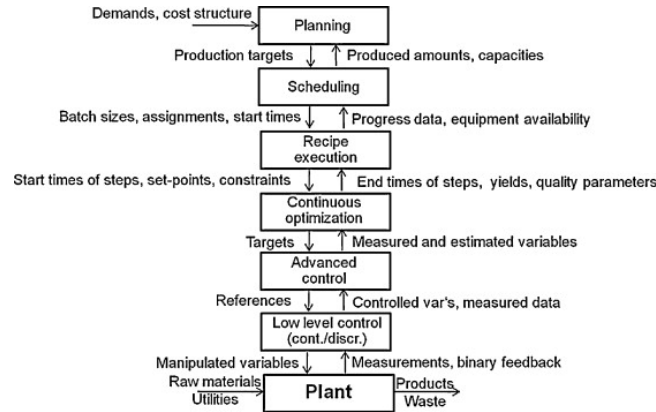 Demands, cost structure
Planning
Production targets
Produced amounts, capacities
Scheduling
Batch sizes, assignments, start times
Progress data, equipment availability
Recipe
execution
Start times of steps, set-points, constraints
End times of steps, yields, quality parameters
Continuous
optimization
Targets
Measured and estimated variables
Advanced
control
References
Controlled var's, measured data
Low level control
(cont./discr.)
Manipulated variables
Measurements, binary feedback
Raw materials
Utilities
Plant
Products
Waste